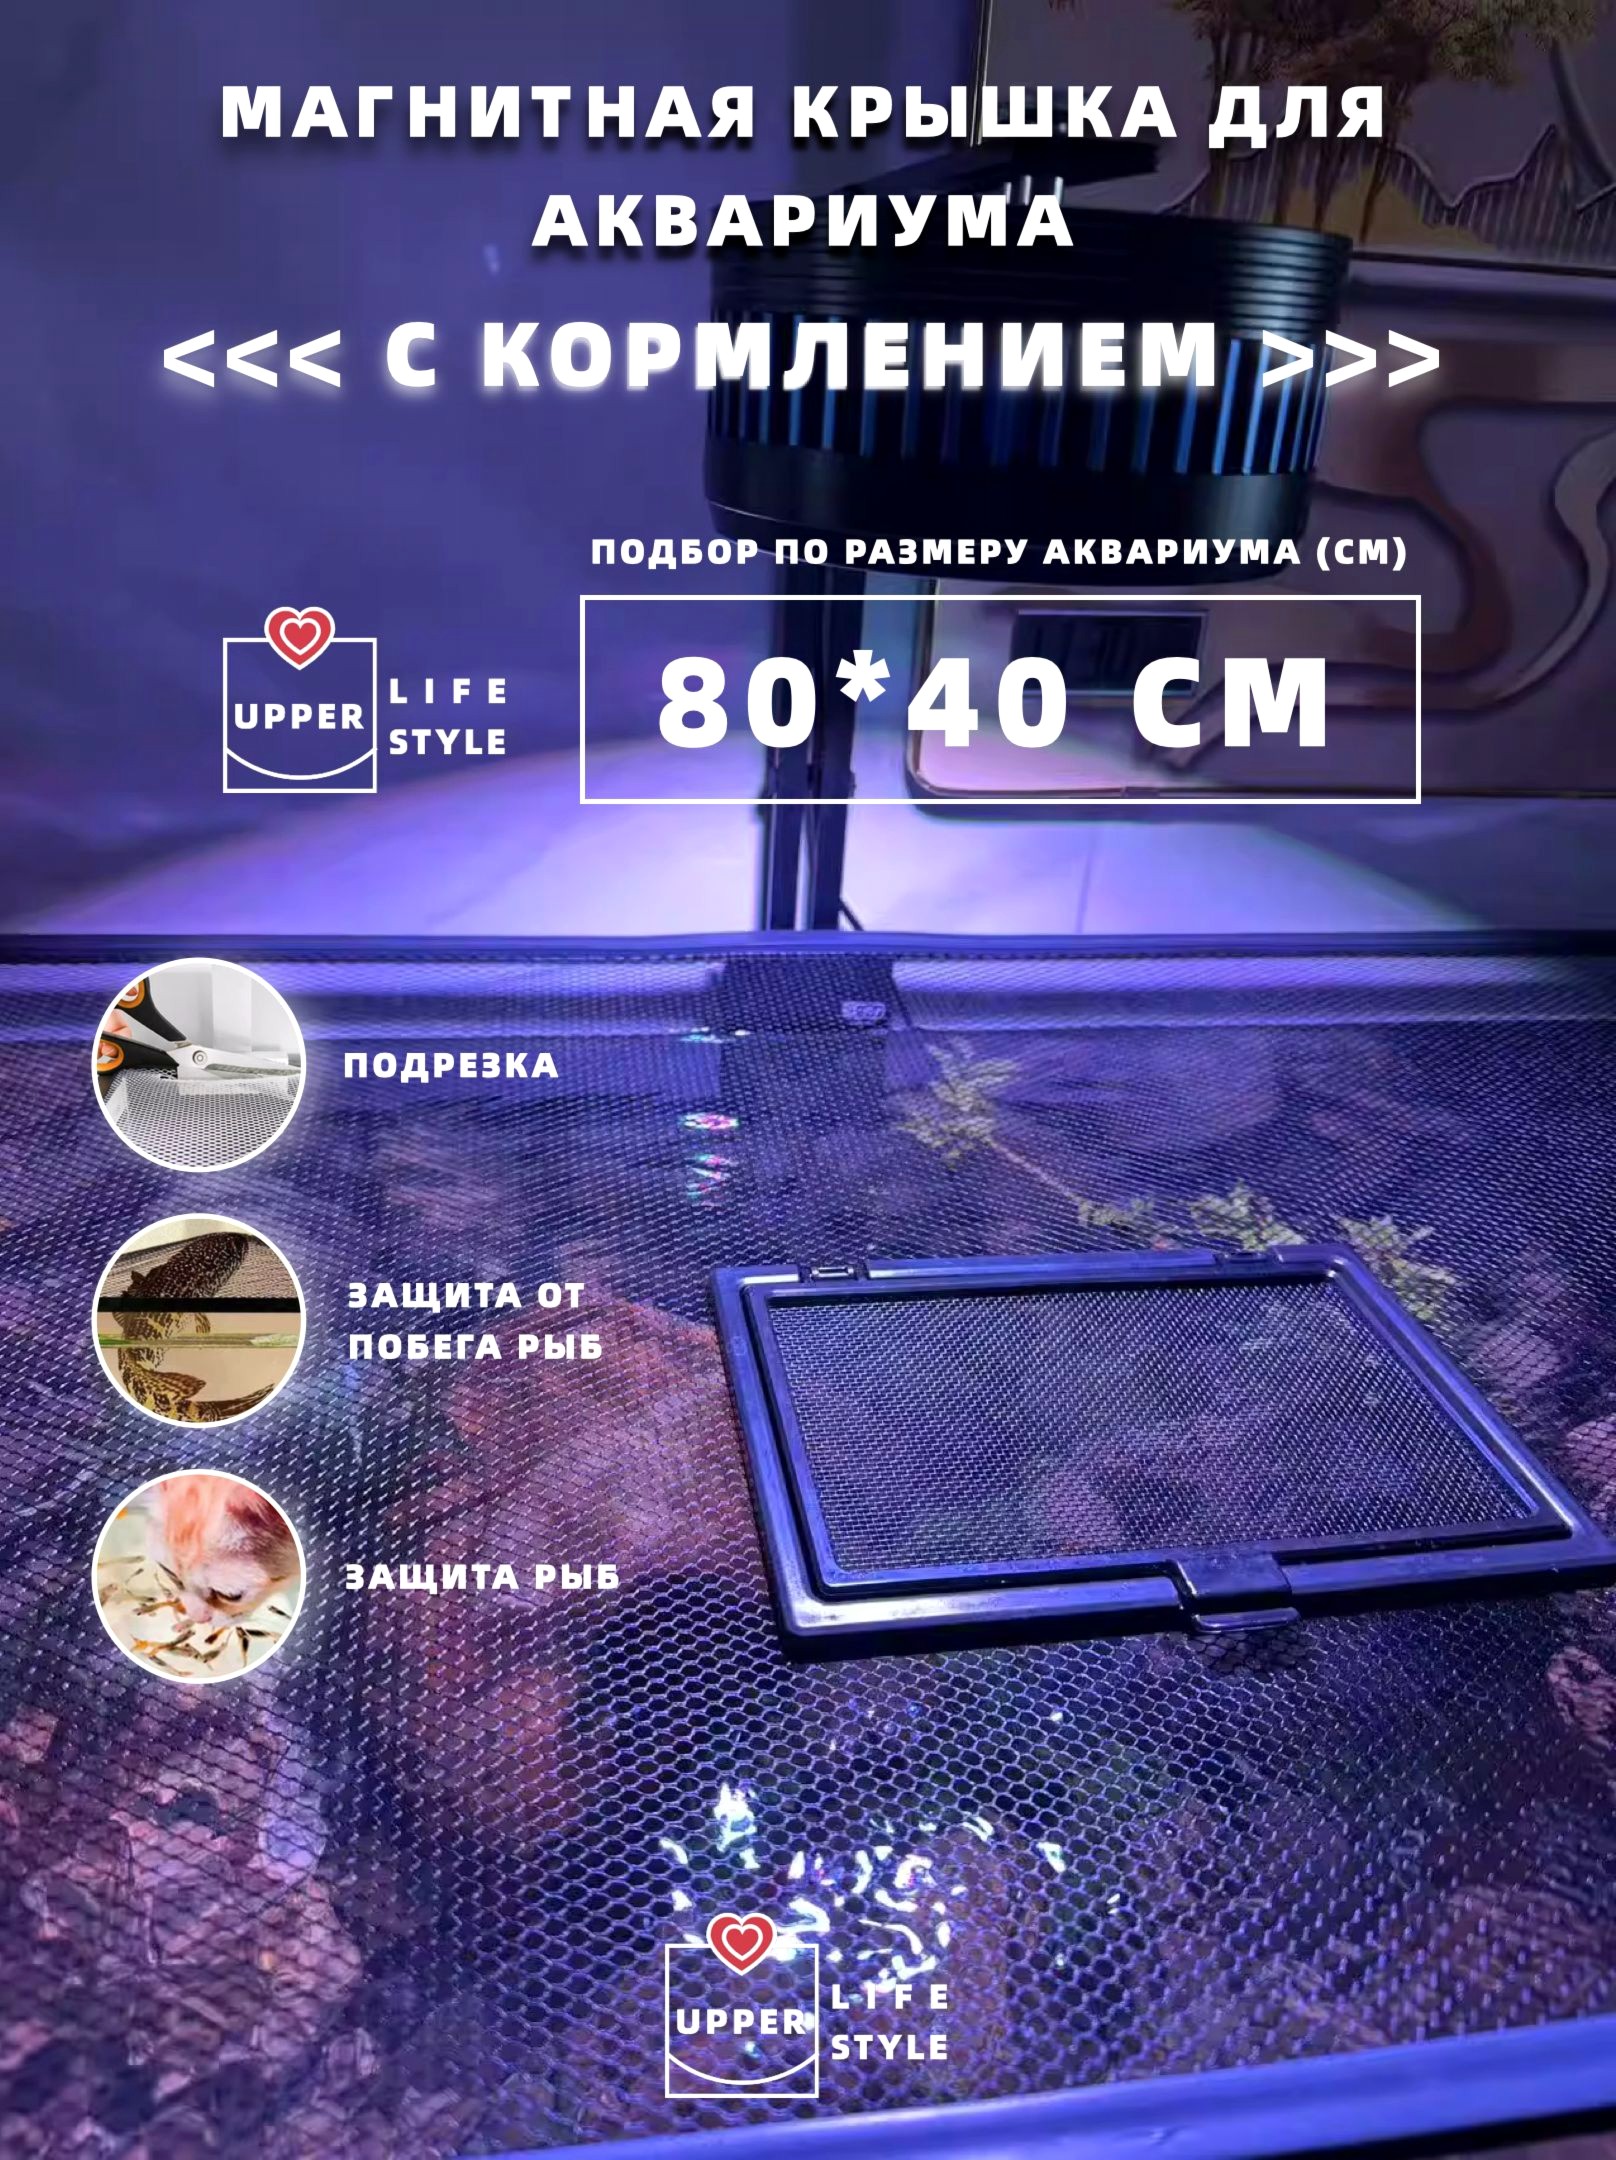 МАГНИТНАЯ КРЫШКА ДЛЯ
АКВАРИУМА
<<< С КОРМЛЕНИЕМ >>>
ПОДБОР ПО РАЗМЕРУ АКВАРИУМА (СМ)
80*40 СМ
UPPER
LIFE
STYLE
ПОДРЕЗКА
ЗАЩИТА ОТ
ПОБЕГА РЫБ
ЗАЩИТА РЫБ
UPPER
LIFE
STYLE